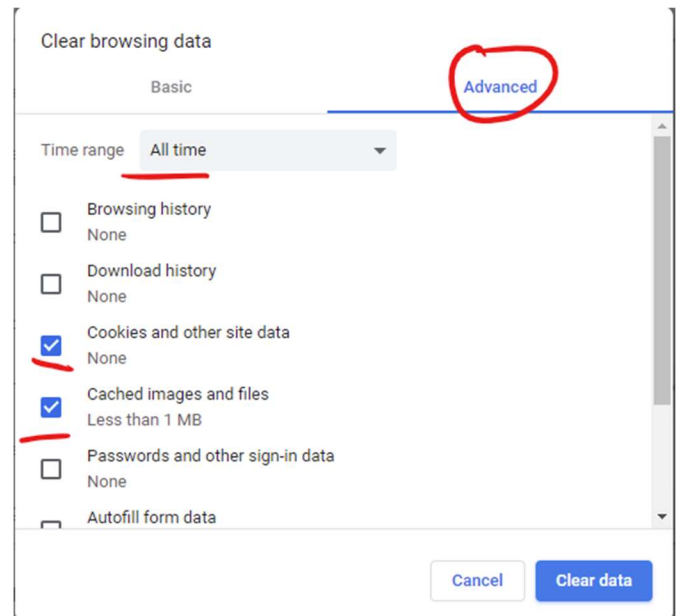 Clear browsing data
Basic
Advanced
Time range
All time
Browsing history
None
Download history
None
Cookies and other site data
None
Cached images and files
Less than 1 MB
Passwords and other sign-in data
None
Autofill form data
Cancel
Clear data